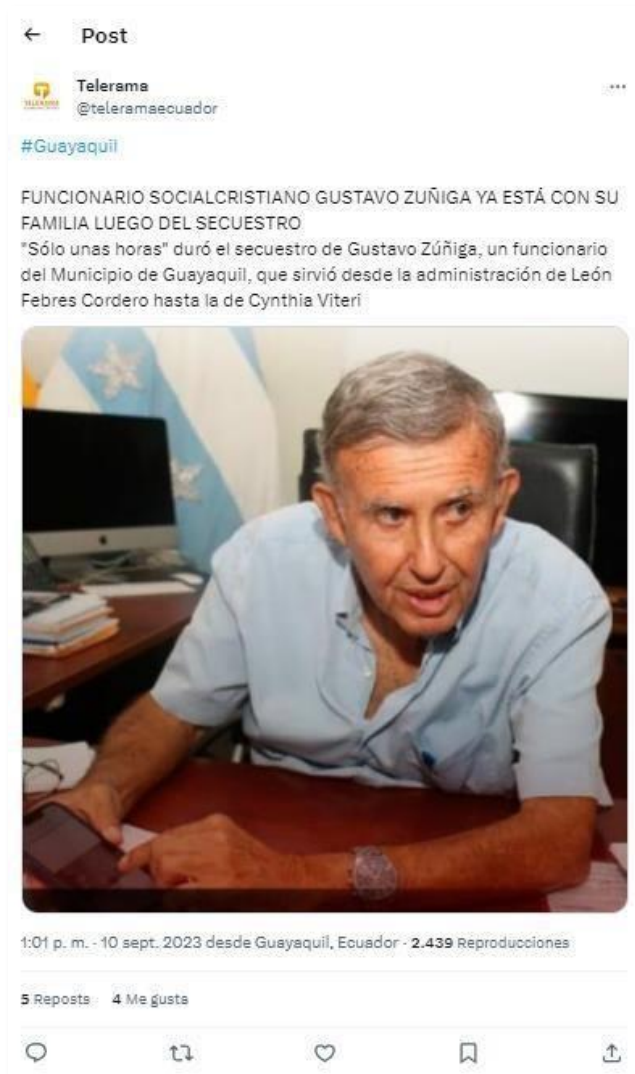 Post
Telerama
@teleramaecuador
#Guayaquil
FUNCIONARIO SOCIALCRISTIANO GUSTAVO ZUÑIGA YA ESTÁ CON SU
FAMILIA LUEGO DEL SECUESTRO
"Sólo unas horas" duró el secuestro de Gustavo Zúñiga, un funcionario
del Municipio de Guayaquil, que sirvió desde la administración de León
Febres Cordero hasta la de Cynthia Viteri
1:01 p. m. · 10 sept. 2023 desde Guayaquil, Ecuador · 2.439 Reproducciones
5 Reposts 4 Me gusta